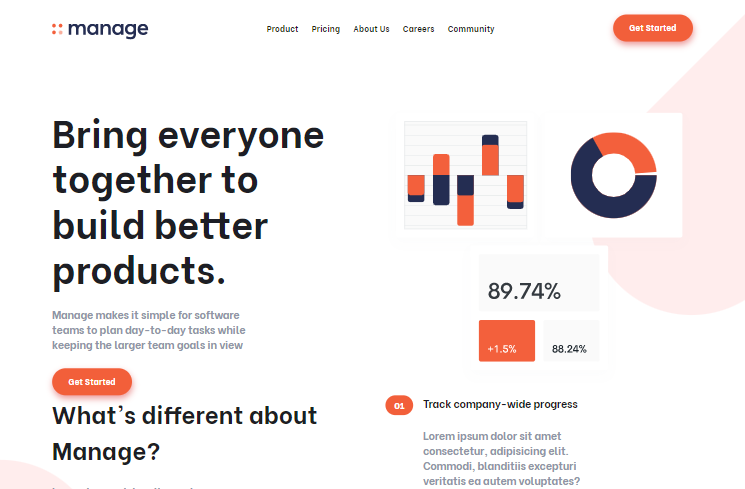 manage
Product Pricing About Us Careers Community
Get Started
Bring everyone
together to
build better
products.
Manage makes it simple for software
teams to plan day-to-day tasks while
keeping the larger team goals in view
Get Started
89.74%
+1.5%
88.24%
What's different about
Manage?
01
Track company-wide progress
Lorem ipsum dolor sit amet
consectetur, adipisicing elit.
Commodi, blanditiis excepturi
veritatis ea autem voluptates?